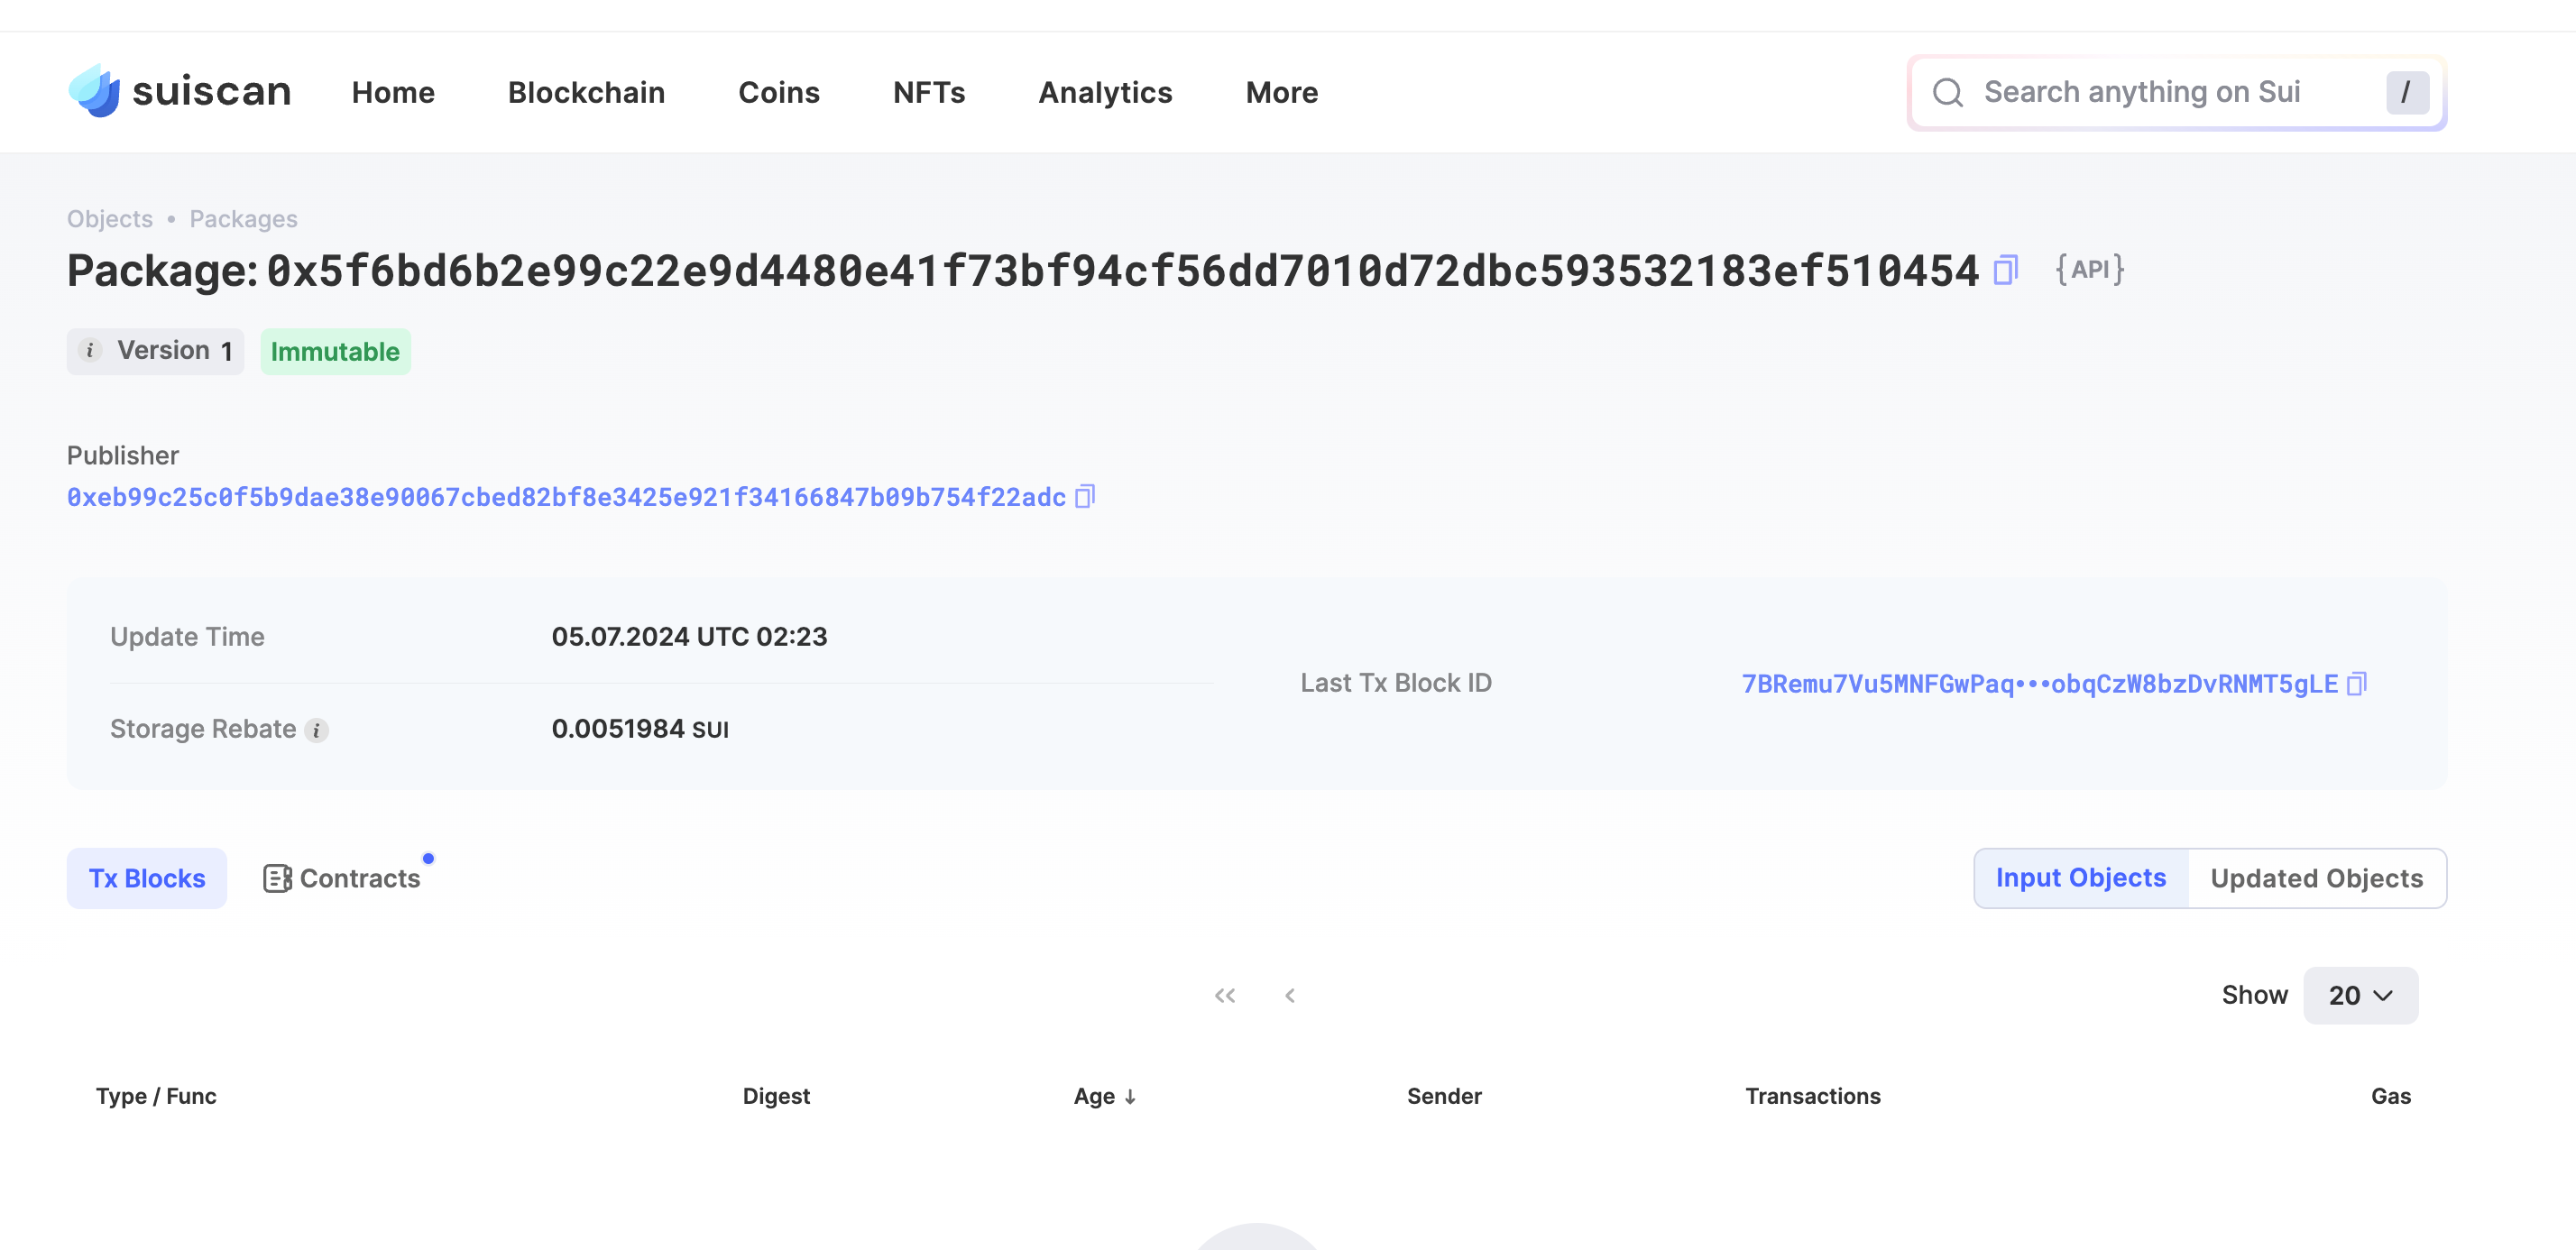 suiscan Home Blockchain Coins NFTs Analytics More Search anything on Sui /
Objects • Packages
Package: 0x5f6bd6b2e99c22e9d4480e41f73bf94cf56dd7010d72dbc593532183ef510454 {API}
i Version 1 Immutable
Publisher
0xeb99c25c0f5b9dae38e90067cbed82bf8e3425e921f34166847b09b754f22adc
Update Time 05.07.2024 UTC 02:23
Last Tx Block ID 7BRemu7Vu5MNFGwPaq•••obqCzW8bzDvRNMT5gLE
Storage Rebate i 0.0051984 SUI
Tx Blocks Contracts Input Objects Updated Objects
Show 20
Type / Func Digest Age ↓ Sender Transactions Gas